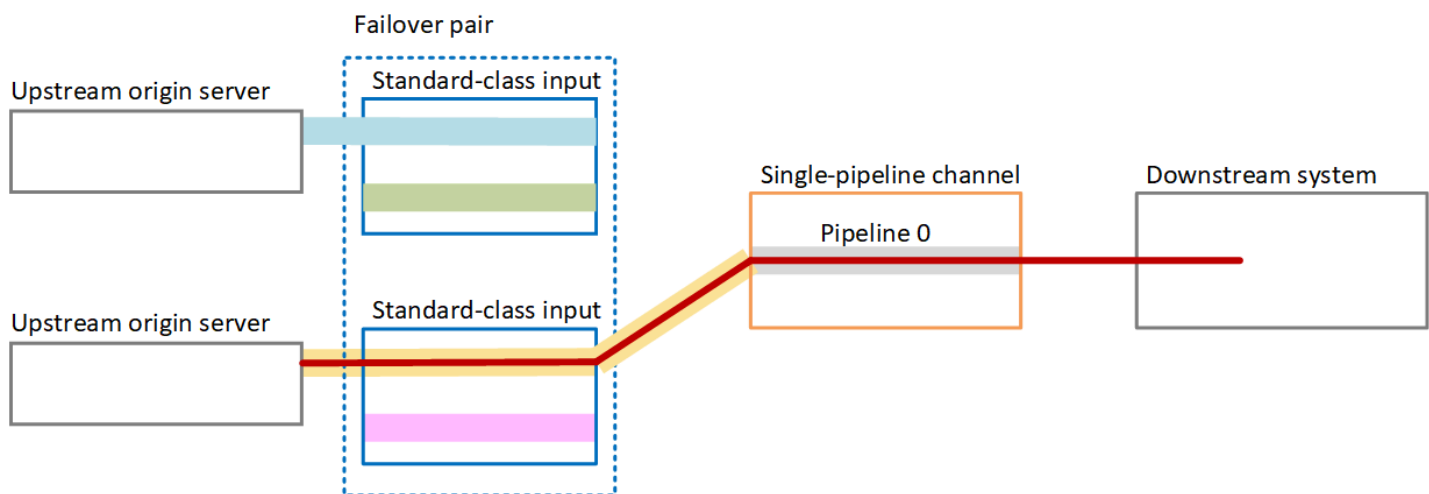 Failover pair
Standard-class input
Upstream origin server
Single-pipeline channel
Downstream system
Pipeline 0
Standard-class input
Upstream origin server